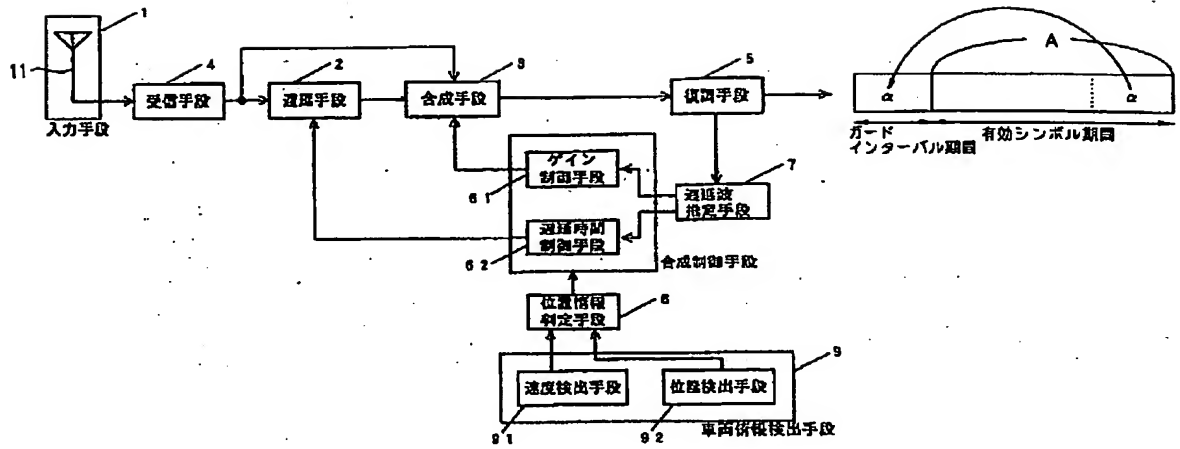 1
11
入力手段
4
受信手段
2
遅延手段
3
合成手段
5
復調手段
A
α
α
ガード
インターバル期間
有効シンボル期間
ゲイン
制御手段
61
遅延時間
制御手段
62
合成制御手段
7
遅延波
推定手段
位置情報
判定手段
8
9
速度検出手段
91
位置検出手段
92
車両情報検出手段